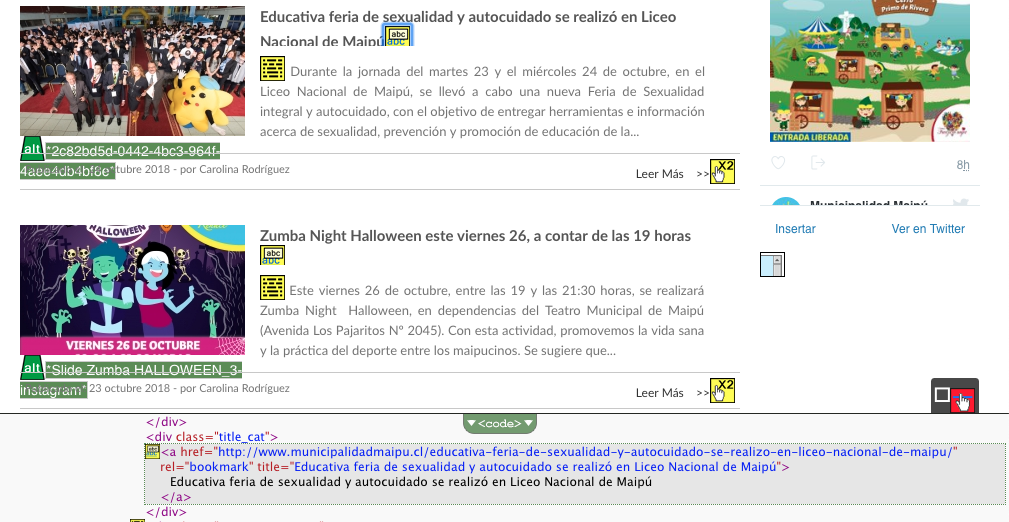 Educativa feria de sexualidad y autocuidado se realizó en Liceo
Nacional de Maipú
abc
abc
Durante la jornada del martes 23 y el miércoles 24 de octubre, en el
Liceo Nacional de Maipú, se llevó a cabo una nueva Feria de Sexualidad
integral y autocuidado, con el objetivo de entregar herramientas e información
acerca de sexualidad, prevención y promoción de educación de la...
alt *2c82bd5d-0442-4bc3-964f-
tubre 2018 - por Carolina Rodríguez
Leer Más >> X2
Zumba Night Halloween este viernes 26, a contar de las 19 horas
abc
abc
Este viernes 26 de octubre, entre las 19 y las 21:30 horas, se realizará
Zumba Night Halloween, en dependencias del Teatro Municipal de Maipú
(Avenida Los Pajaritos Nº 2045). Con esta actividad, promovemos la vida sana
y la práctica del deporte entre los maipucinos. Se sugiere que...
HALLOWEEN
VIERNES 26 DE OCTUBRE
alt *Slide Zumba HALLOWEEN_3-
instagram*
23 octubre 2018 - por Carolina Rodríguez
Leer Más >> X2
Primo de Rivera
ENTRADA LIBERADA
8h
Municipalidad Maipú
Insertar
Ver en Twitter
▼<code>▼
</div>
<div class="title_cat">
<a href="http://www.municipalidadmaipu.cl/educativa-feria-de-sexualidad-y-autocuidado-se-realizo-en-liceo-nacional-de-maipu/"
rel="bookmark" title="Educativa feria de sexualidad y autocuidado se realizó en Liceo Nacional de Maipú">
Educativa feria de sexualidad y autocuidado se realizó en Liceo Nacional de Maipú
</a>
</div>